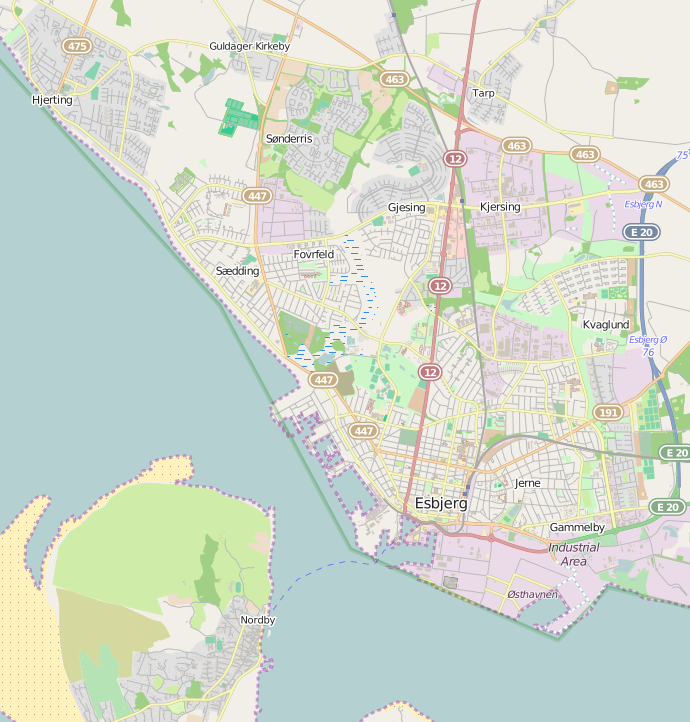 475
Guldager Kirkeby
463
Tarp
Hjerting
Sønderris
463
463
75
12
463
447
Gjesing
Kjersing
Esbjerg N
E 20
Fovrfeld
Sædding
12
Kvaglund
Esbjerg Ø
76
12
447
191
447
E 20
Jerne
Esbjerg
E 20
Gammelby
Industrial
Area
Østhavnen
Nordby